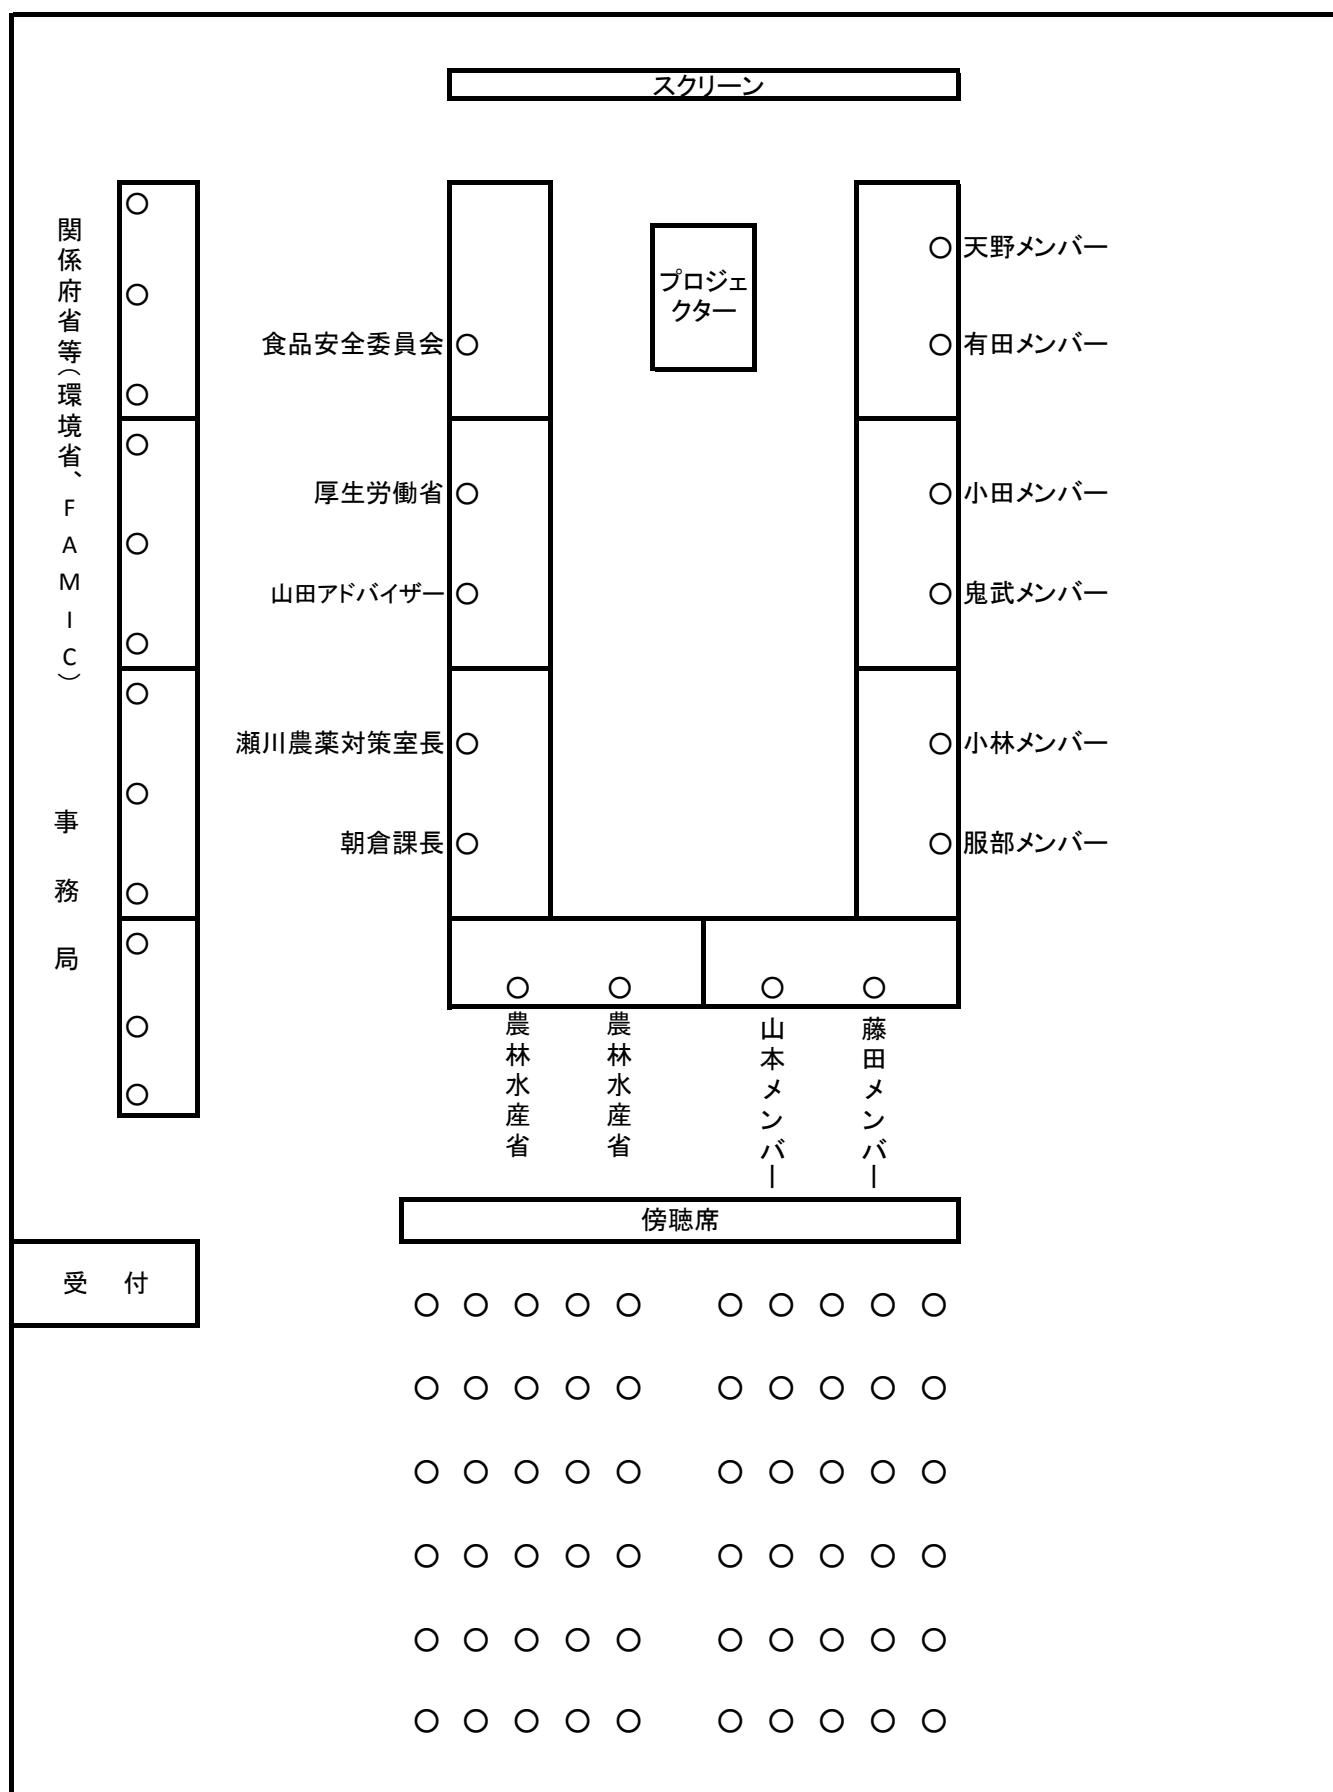 スクリーン
プロジェ
クター
関係府省等（環境省、FAMIC）
事務局
食品安全委員会
厚生労働省
山田アドバイザー
瀬川農薬対策室長
朝倉課長
天野メンバー
有田メンバー
小田メンバー
鬼武メンバー
小林メンバー
服部メンバー
農林水産省
農林水産省
山本メンバー
藤田メンバー
傍聴席
受　付